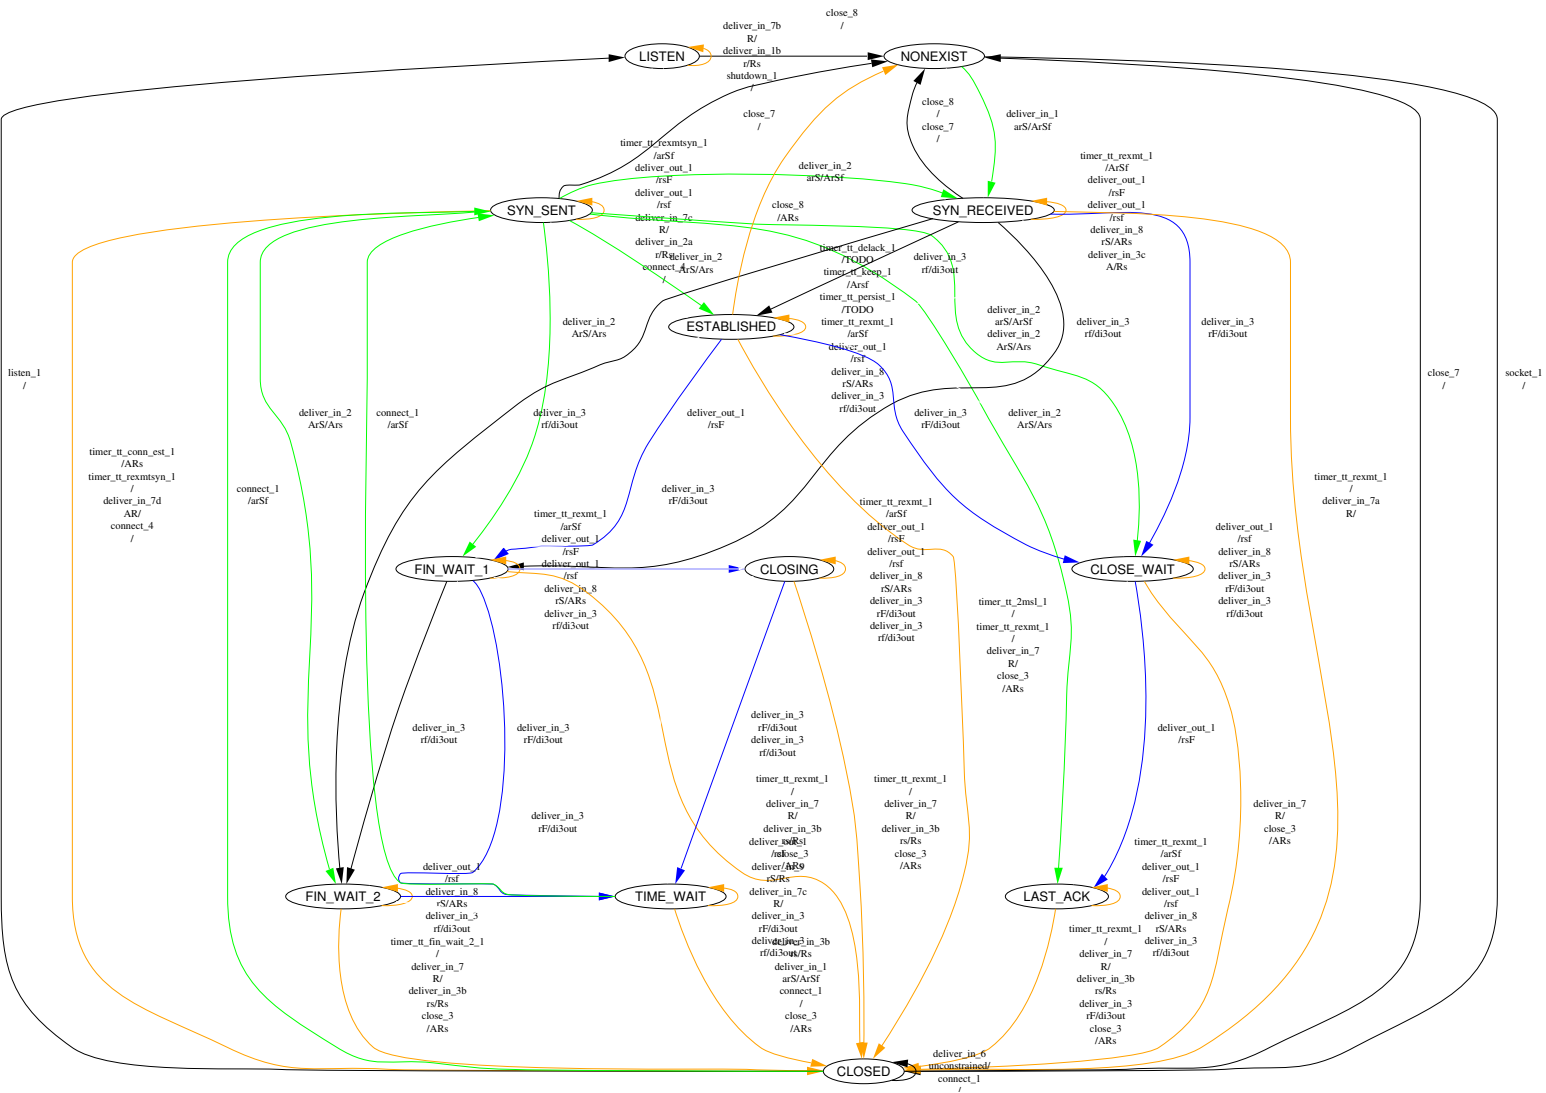 close_8
/
deliver_in_7b
R/
deliver_in_1b
r/Rs
shutdown_1
/
LISTEN
NONEXIST
close_7
/
close_8
/
close_7
/
deliver_in_1
arS/ArSf
timer_tt_rexmtsyn_1
/arSf
deliver_out_1
/rsF
deliver_out_1
/rsf
deliver_in_7c
R/
deliver_in_2a
r/Rs
connect_4
/
deliver_in_2
arS/ArSf
close_8
/ARs
timer_tt_rexmt_1
/ArSf
deliver_out_1
/rsF
deliver_out_1
/rsf
deliver_in_8
rS/ARs
deliver_in_3c
A/Rs
SYN_SENT
SYN_RECEIVED
deliver_in_2
ArS/Ars
timer_tt_delack_1
/TODO
timer_tt_keep_1
/Arsf
timer_tt_persist_1
/TODO
timer_tt_rexmt_1
/arSf
deliver_out_1
/rsf
deliver_in_8
rS/ARs
deliver_in_3
rf/di3out
deliver_in_3
rf/di3out
ESTABLISHED
deliver_in_2
ArS/Ars
deliver_in_2
arS/ArSf
deliver_in_2
ArS/Ars
deliver_in_3
rf/di3out
deliver_in_3
rF/di3out
listen_1
/
close_7
/
socket_1
/
deliver_in_2
ArS/Ars
connect_1
/arSf
deliver_in_3
rf/di3out
deliver_out_1
/rsF
deliver_in_3
rF/di3out
deliver_in_2
ArS/Ars
timer_tt_conn_est_1
/ARs
timer_tt_rexmtsyn_1
/
deliver_in_7d
AR/
connect_4
/
connect_1
/arSf
deliver_in_3
rF/di3out
timer_tt_rexmt_1
/
deliver_in_7a
R/
timer_tt_rexmt_1
/arSf
deliver_out_1
/rsF
deliver_out_1
/rsf
deliver_in_8
rS/ARs
deliver_in_3
rf/di3out
timer_tt_rexmt_1
/arSf
deliver_out_1
/rsF
deliver_out_1
/rsf
deliver_in_8
rS/ARs
deliver_in_3
rF/di3out
deliver_in_3
rf/di3out
deliver_out_1
/rsf
deliver_in_8
rS/ARs
deliver_in_3
rF/di3out
deliver_in_3
rf/di3out
FIN_WAIT_1
CLOSING
CLOSE_WAIT
timer_tt_2msl_1
/
timer_tt_rexmt_1
/
deliver_in_7
R/
close_3
/ARs
deliver_in_3
rf/di3out
deliver_in_3
rF/di3out
deliver_in_3
rF/di3out
deliver_in_3
rf/di3out
deliver_out_1
/rsF
deliver_in_3
rF/di3out
timer_tt_rexmt_1
/
deliver_in_7
R/
deliver_in_3b
rs/Rs
close_3
/ARs
timer_tt_rexmt_1
/
deliver_in_7
R/
deliver_in_3b
rs/Rs
close_3
/ARs
deliver_in_7
R/
close_3
/ARs
deliver_out_1
/rsf
deliver_in_8
rS/ARs
deliver_in_3
rf/di3out
deliver_out_1
/rsf
deliver_in_9
rS/Rs
deliver_in_7c
R/
deliver_in_3
rF/di3out
deliver_in_3
rf/di3out
timer_tt_rexmt_1
/arSf
deliver_out_1
/rsF
deliver_out_1
/rsf
deliver_in_8
rS/ARs
deliver_in_3
rf/di3out
FIN_WAIT_2
TIME_WAIT
LAST_ACK
timer_tt_fin_wait_2_1
/
deliver_in_7
R/
deliver_in_3b
rs/Rs
close_3
/ARs
deliver_in_3b
rs/Rs
deliver_in_1
arS/ArSf
connect_1
/
close_3
/ARs
timer_tt_rexmt_1
/
deliver_in_7
R/
deliver_in_3b
rs/Rs
deliver_in_3
rF/di3out
close_3
/ARs
CLOSED
deliver_in_6
unconstrained/
connect_1
/